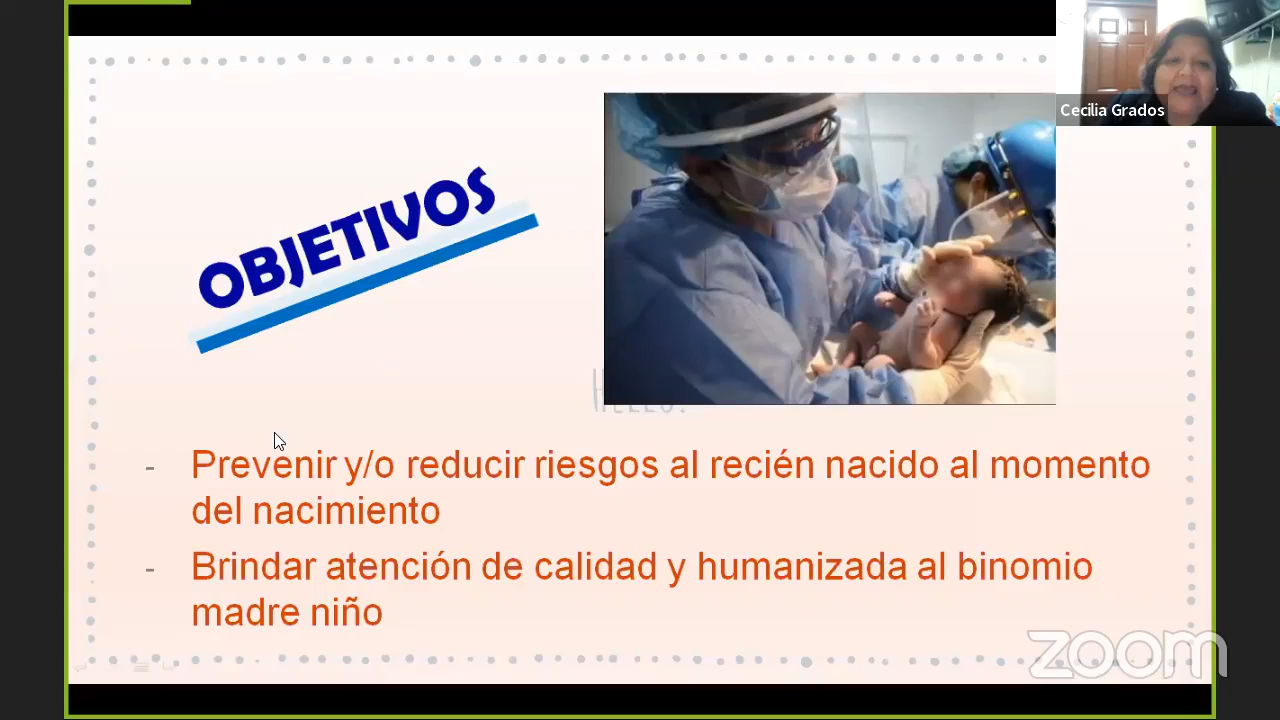 Cecilia Grados
OBJETIVOS
HELLO!
- Prevenir y/o reducir riesgos al recién nacido al momento
del nacimiento
- Brindar atención de calidad y humanizada al binomio
madre niño
zoom